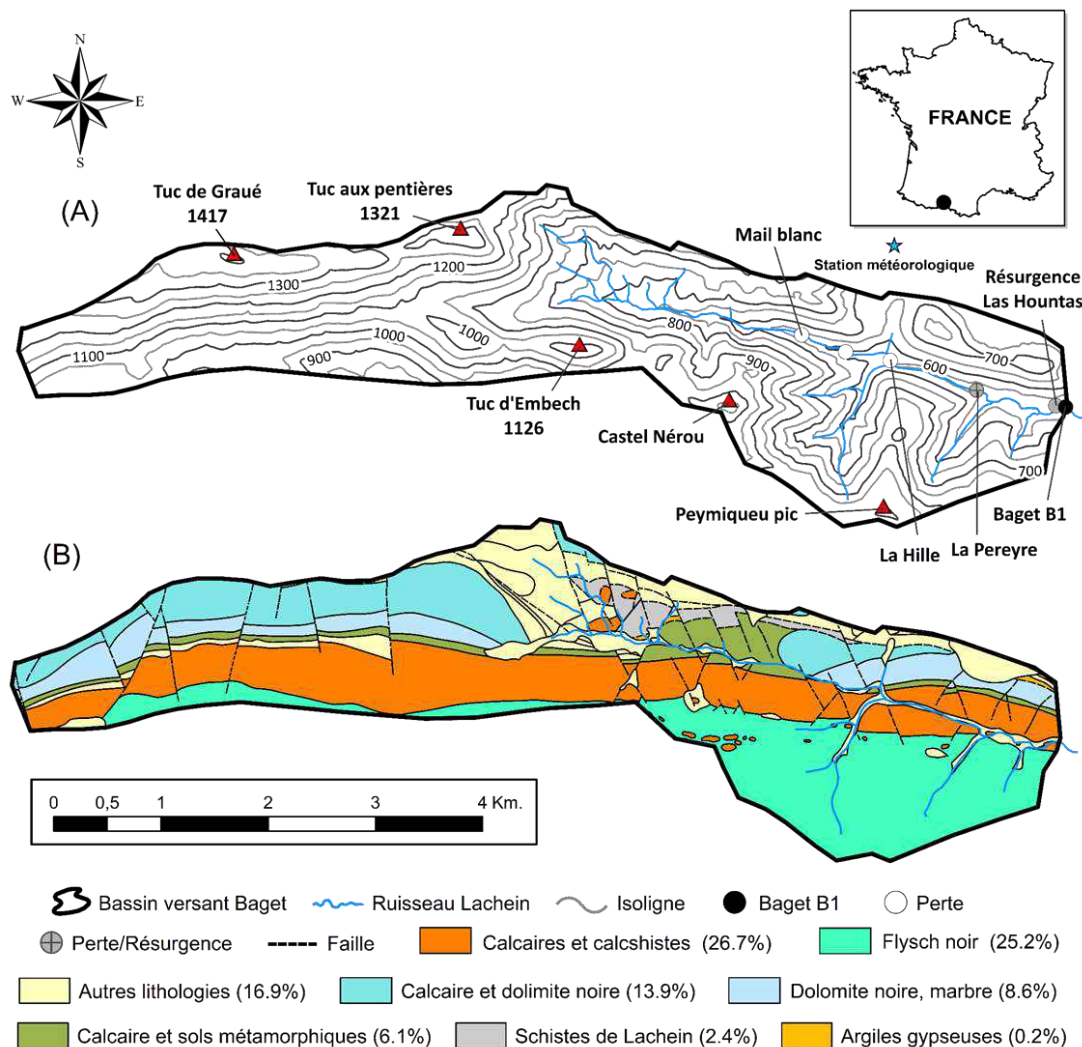 N
W
E
S
FRANCE
(A)
Tuc de Graué
1417
Tuc aux pentières
1321
Mail blanc
Station météorologique
Résurgence
Las Hountas
1300
1200
1100
1000
1000
900
800
900
600
700
700
Tuc d'Embech
1126
Castel Nérou
Peymiqueu pic
La Hille
La Pereyre
Baget B1
(B)
0 0,5 1 2 3 4 Km.
Bassin versant Baget Ruisseau Lachein Isoligne Baget B1 Perte
Perte/Résurgence Faille Calcaires et calcshistes (26.7%) Flysch noir (25.2%)
Autres lithologies (16.9%) Calcaire et dolimite noire (13.9%) Dolomite noire, marbre (8.6%)
Calcaire et sols métamorphiques (6.1%) Schistes de Lachein (2.4%) Argiles gypseuses (0.2%)